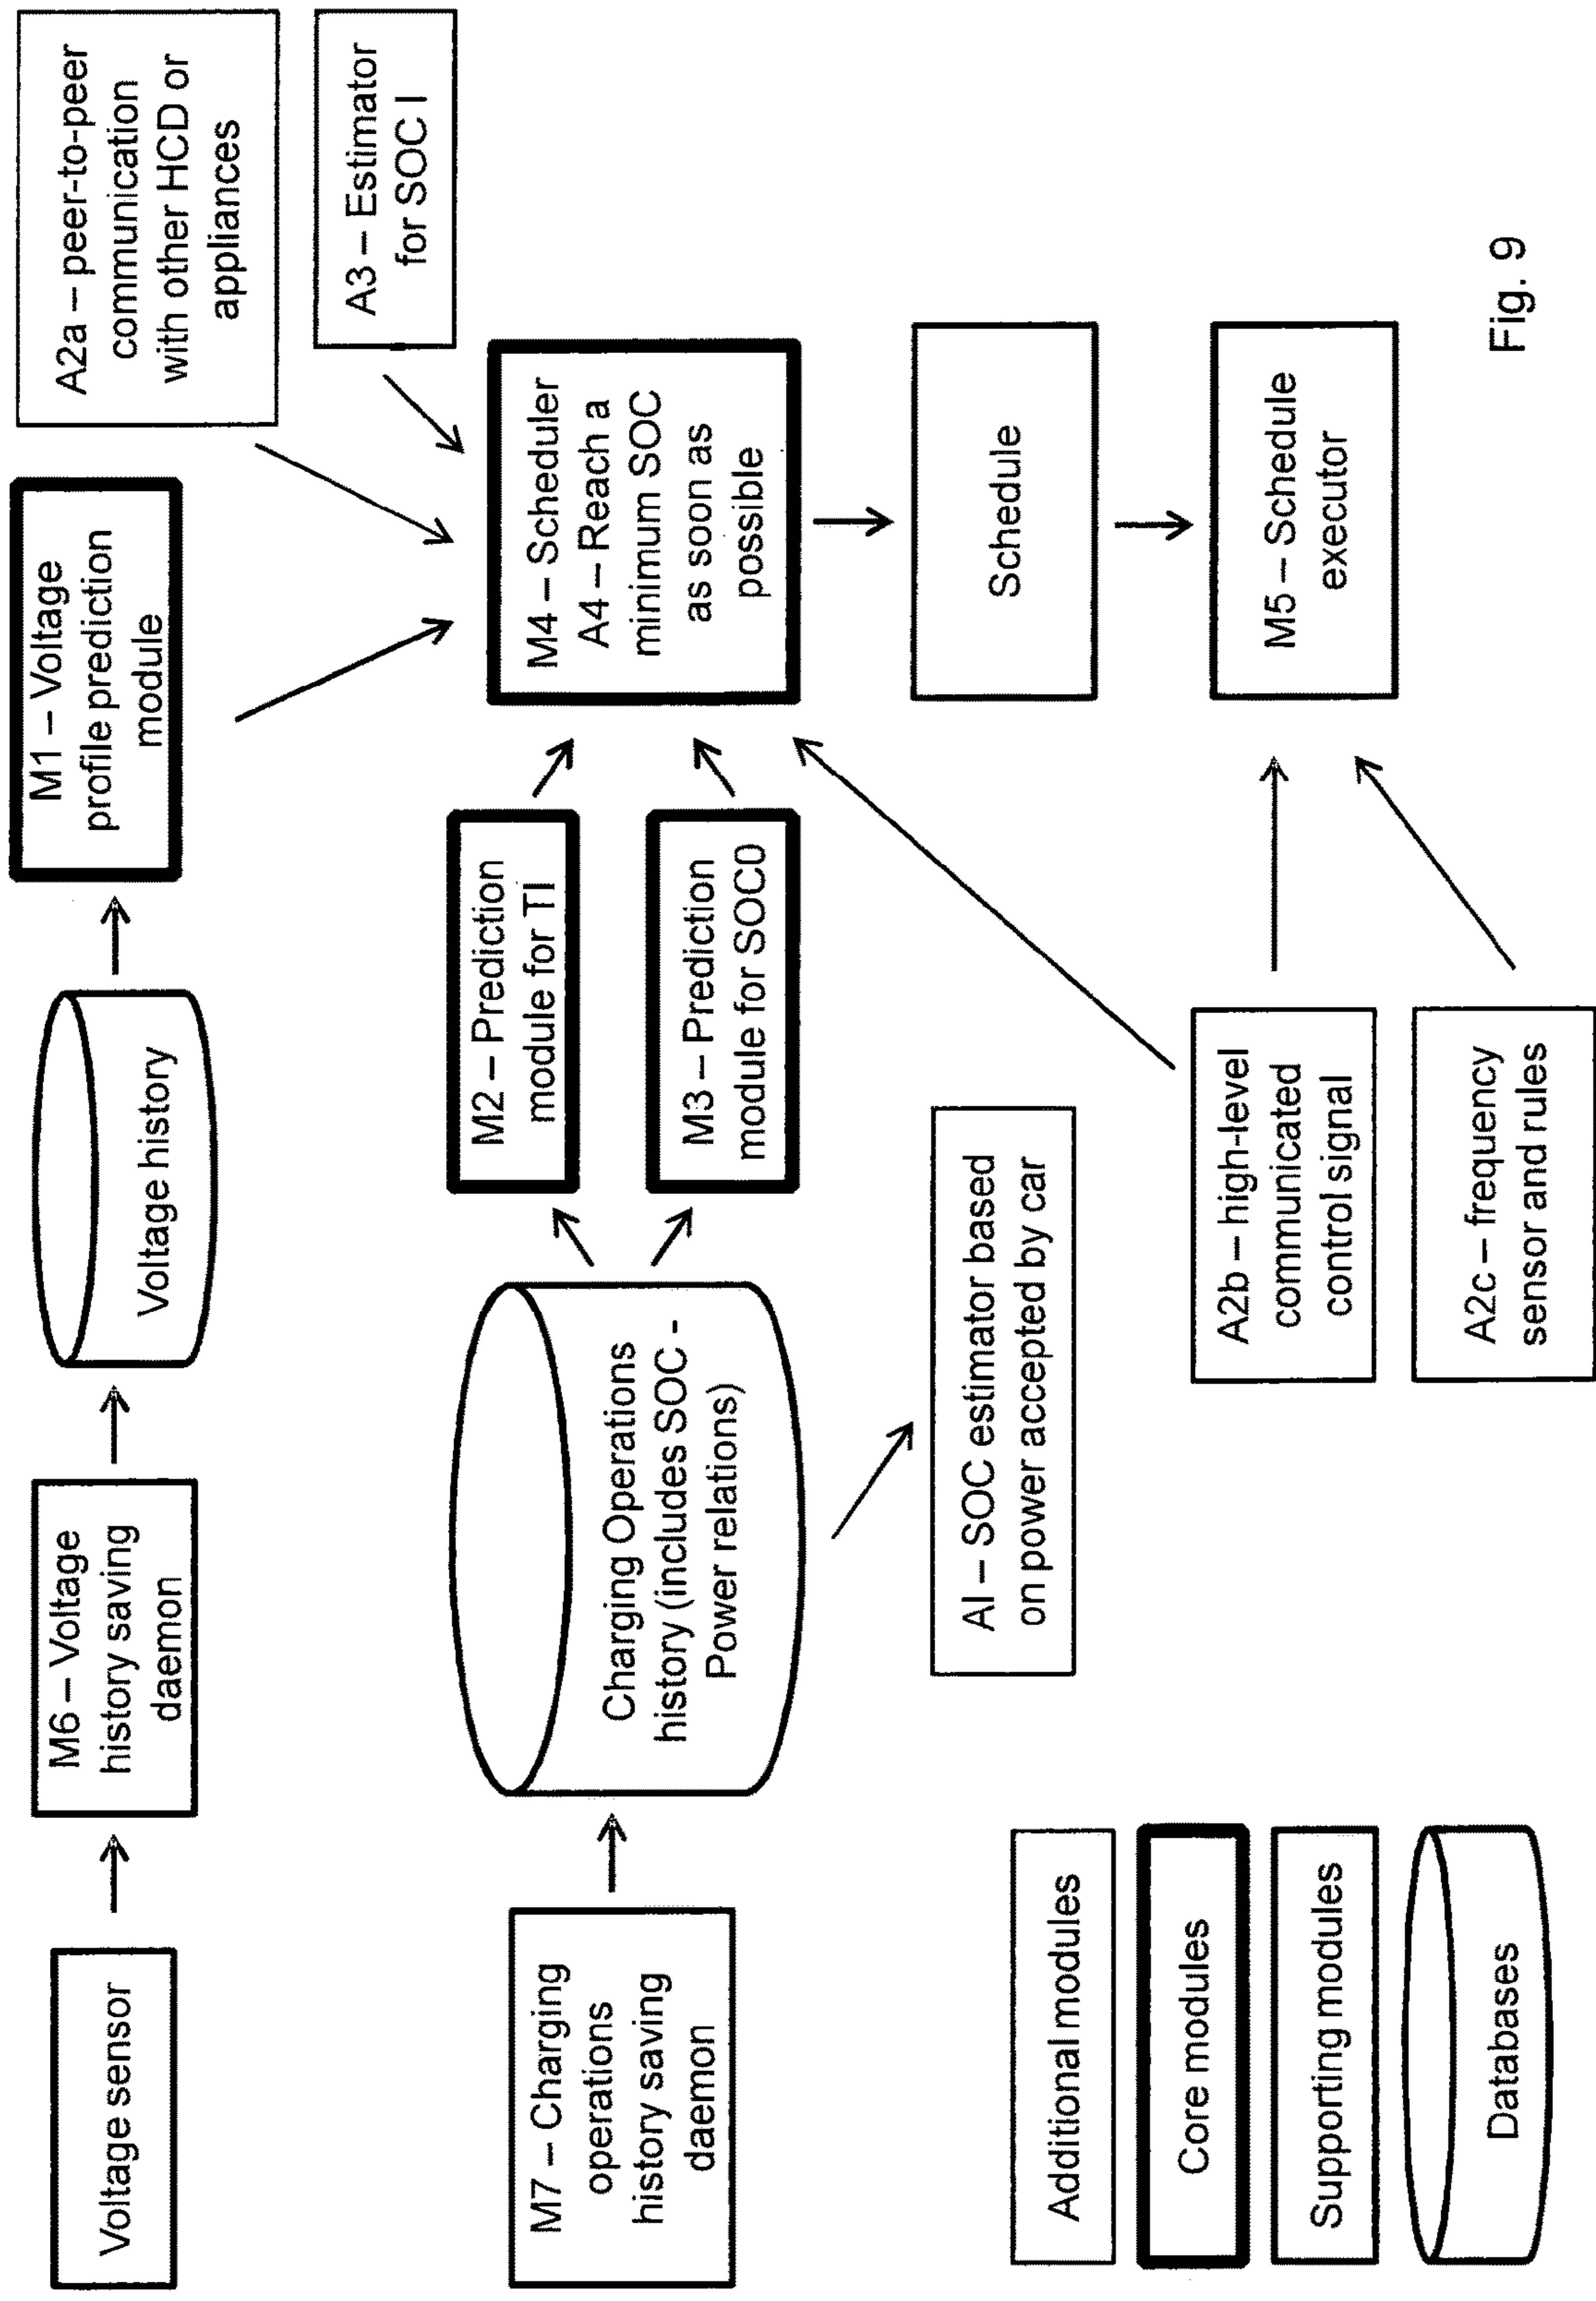 Voltage sensor
M6 – Voltage
history saving
daemon
Voltage history
M1 – Voltage
profile prediction
module
A2a – peer-to-peer
communication
with other HCD or
appliances
A3 – Estimator
for SOC I
M7 – Charging
operations
history saving
daemon
Charging Operations
history (includes SOC -
Power relations)
M2 – Prediction
module for TI
M3 – Prediction
module for SOC0
M4 – Scheduler
A4 – Reach a
minimum SOC
as soon as
possible
AI – SOC estimator based
on power accepted by car
Schedule
A2b – high-level
communicated
control signal
M5 – Schedule
executor
A2c – frequency
sensor and rules
Additional modules
Core modules
Supporting modules
Databases
Fig. 9